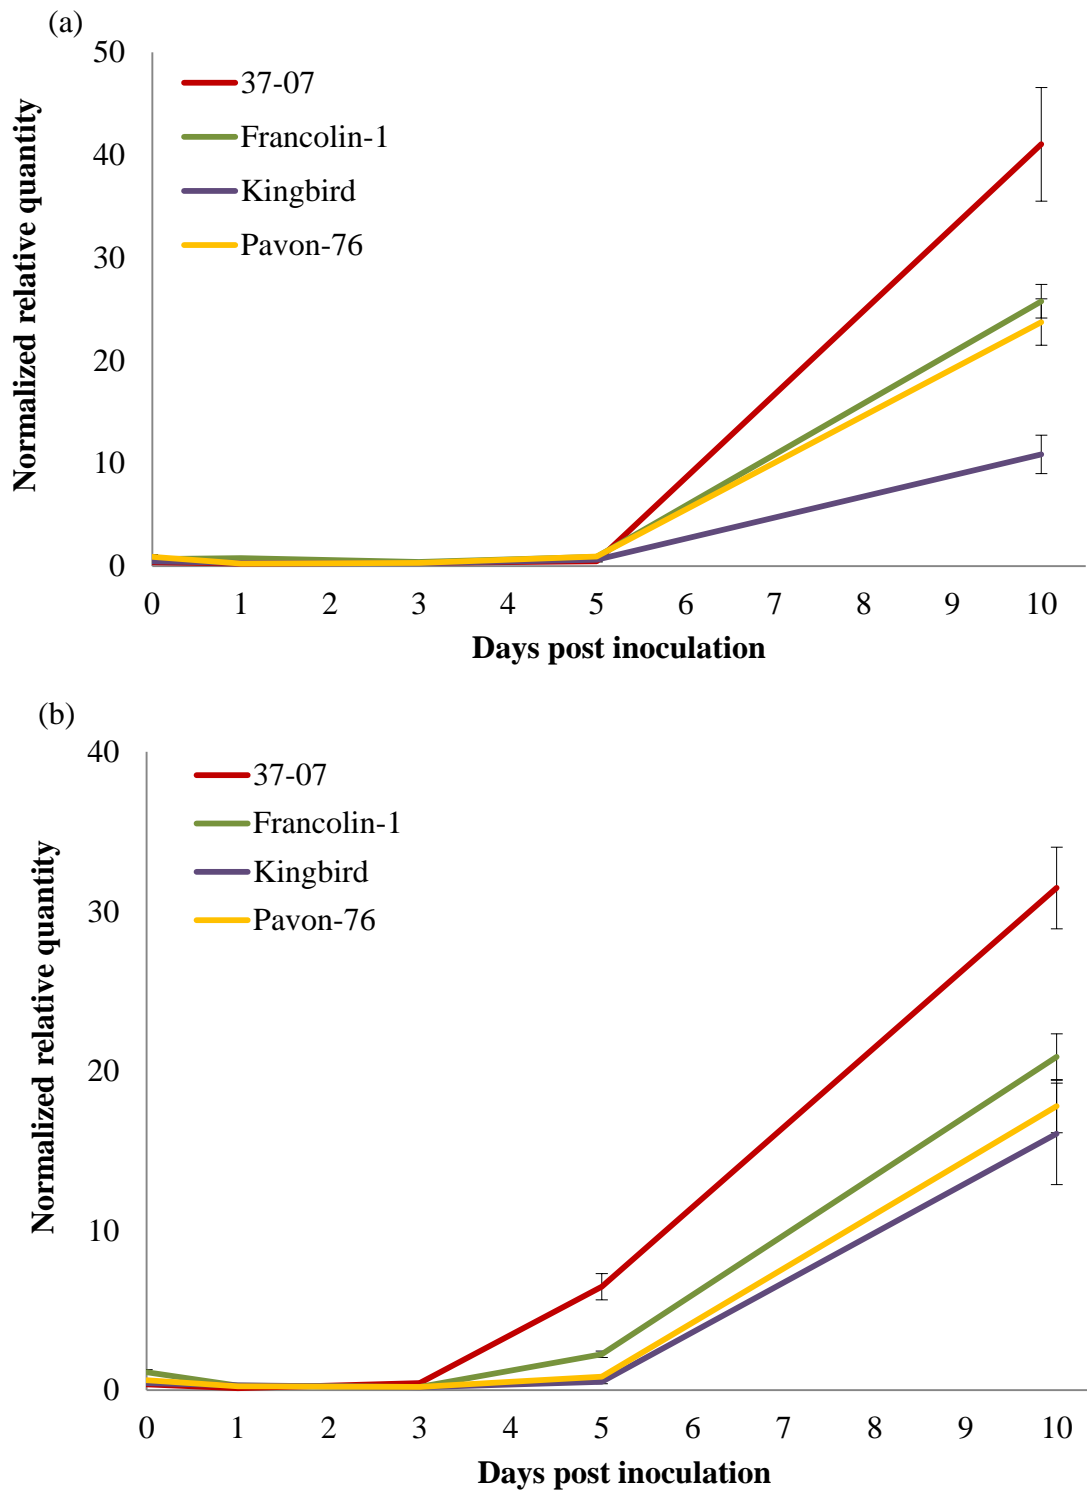 (a)
Normalized relative quantity
50
40
30
20
10
0
37-07
Francolin-1
Kingbird
Pavon-76
0 1 2 3 4 5 6 7 8 9 10
Days post inoculation
(b)
Normalized relative quantity
40
30
20
10
0
37-07
Francolin-1
Kingbird
Pavon-76
0 1 2 3 4 5 6 7 8 9 10
Days post inoculation